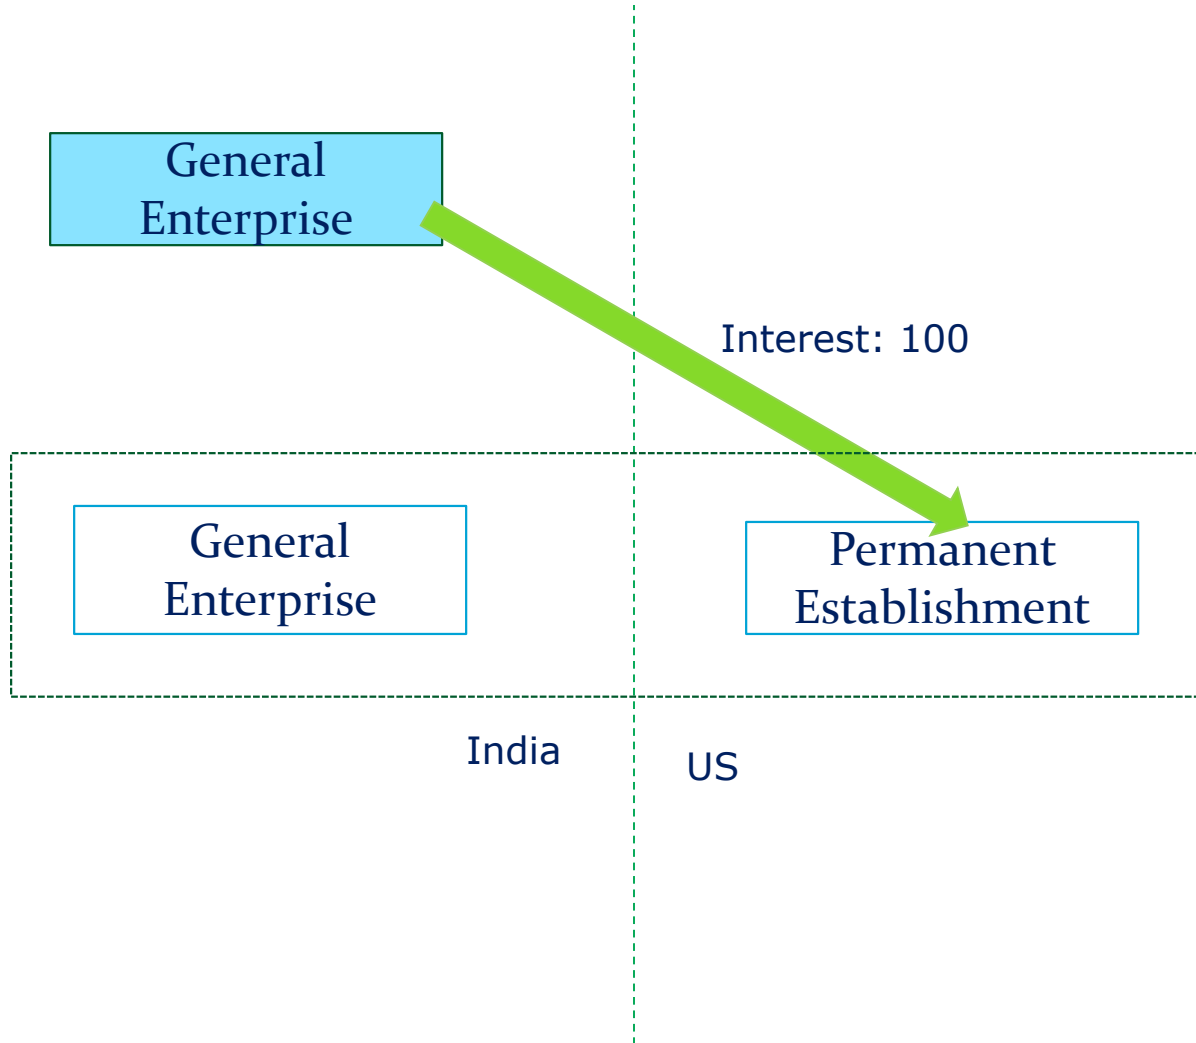 General
Enterprise
Interest: 100
General
Enterprise
Permanent
Establishment
India
US